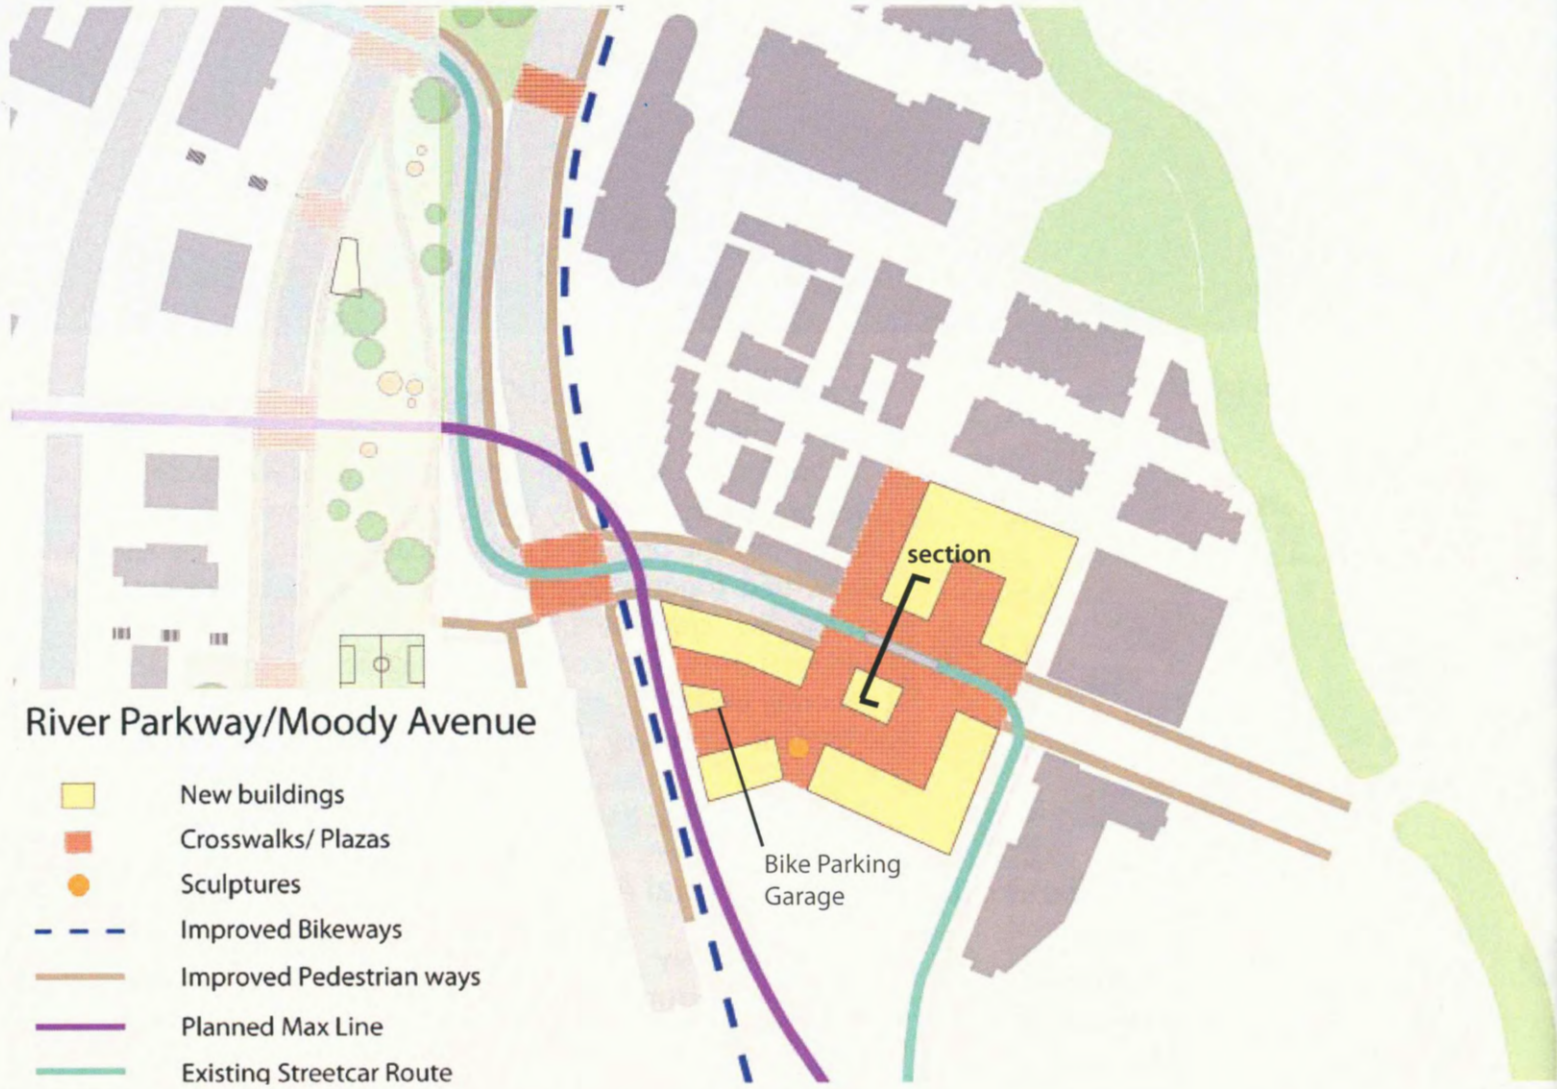 section
Bike Parking
Garage
River Parkway/Moody Avenue
New buildings
Crosswalks/ Plazas
Sculptures
Improved Bikeways
Improved Pedestrian ways
Planned Max Line
Existing Streetcar Route